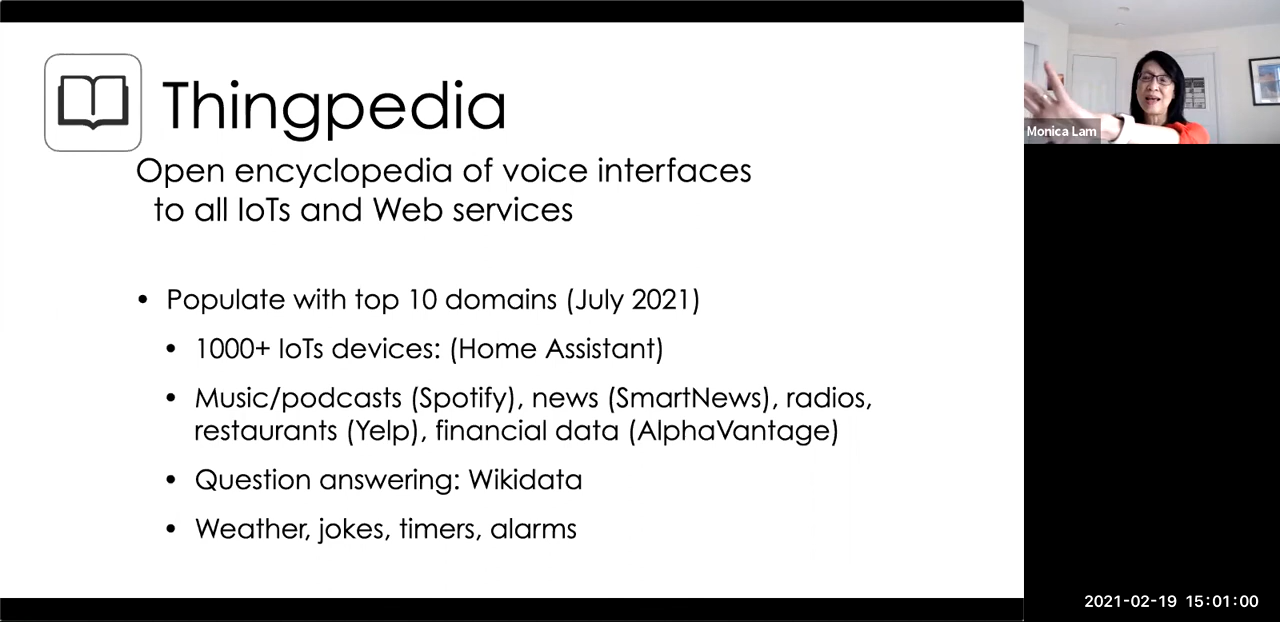 Thingpedia
Open encyclopedia of voice interfaces
to all IoTs and Web services
• Populate with top 10 domains (July 2021)
• 1000+ IoTs devices: (Home Assistant)
• Music/podcasts (Spotify), news (SmartNews), radios,
restaurants (Yelp), financial data (AlphaVantage)
• Question answering: Wikidata
• Weather, jokes, timers, alarms
Monica Lam
2021-02-19 15:01:00